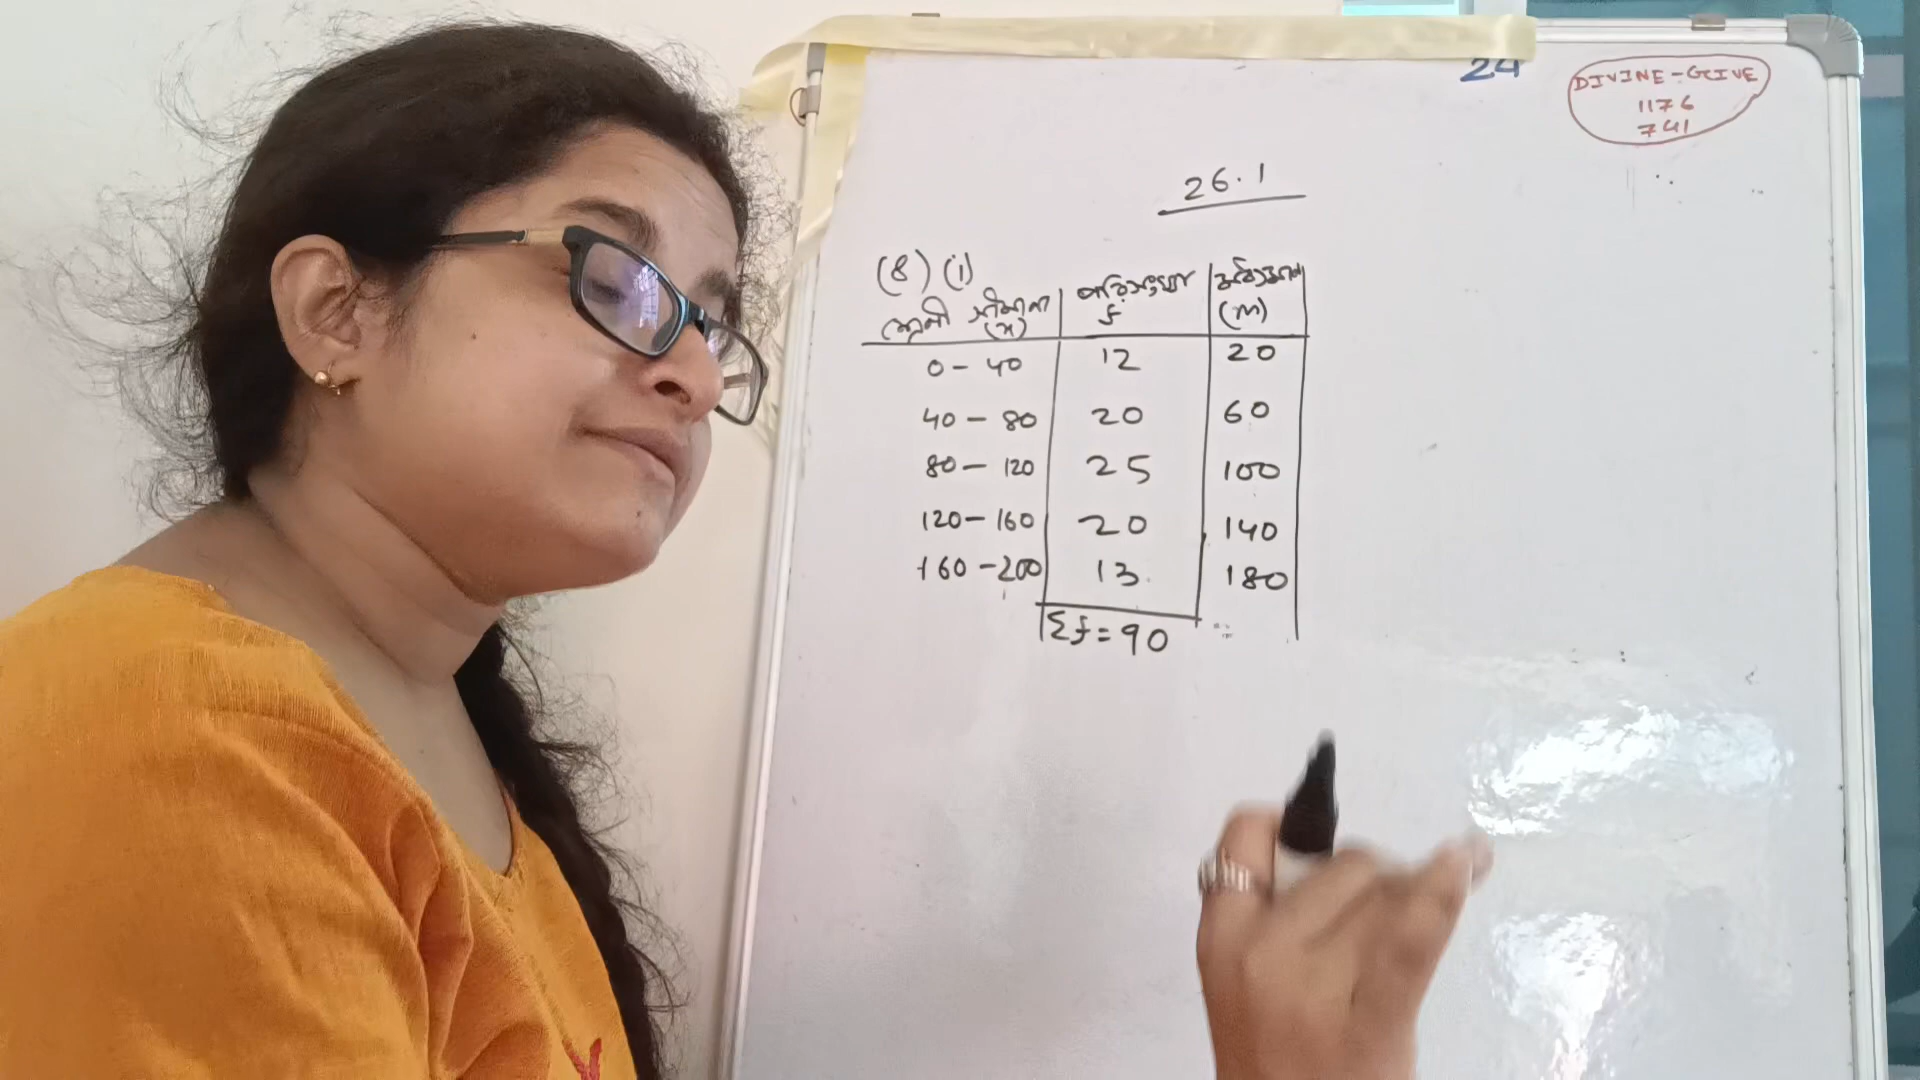 24
DIVINE-GIVE
1176
741
26.1
(8) (i)
শ্রেণী সীমানা (x) পরিসংখ্যা f মধ্যমান (m)
0 - 40 12 20
40 - 80 20 60
80 - 120 25 100
120 - 160 20 140
160 - 200 13 180
Σf = 90